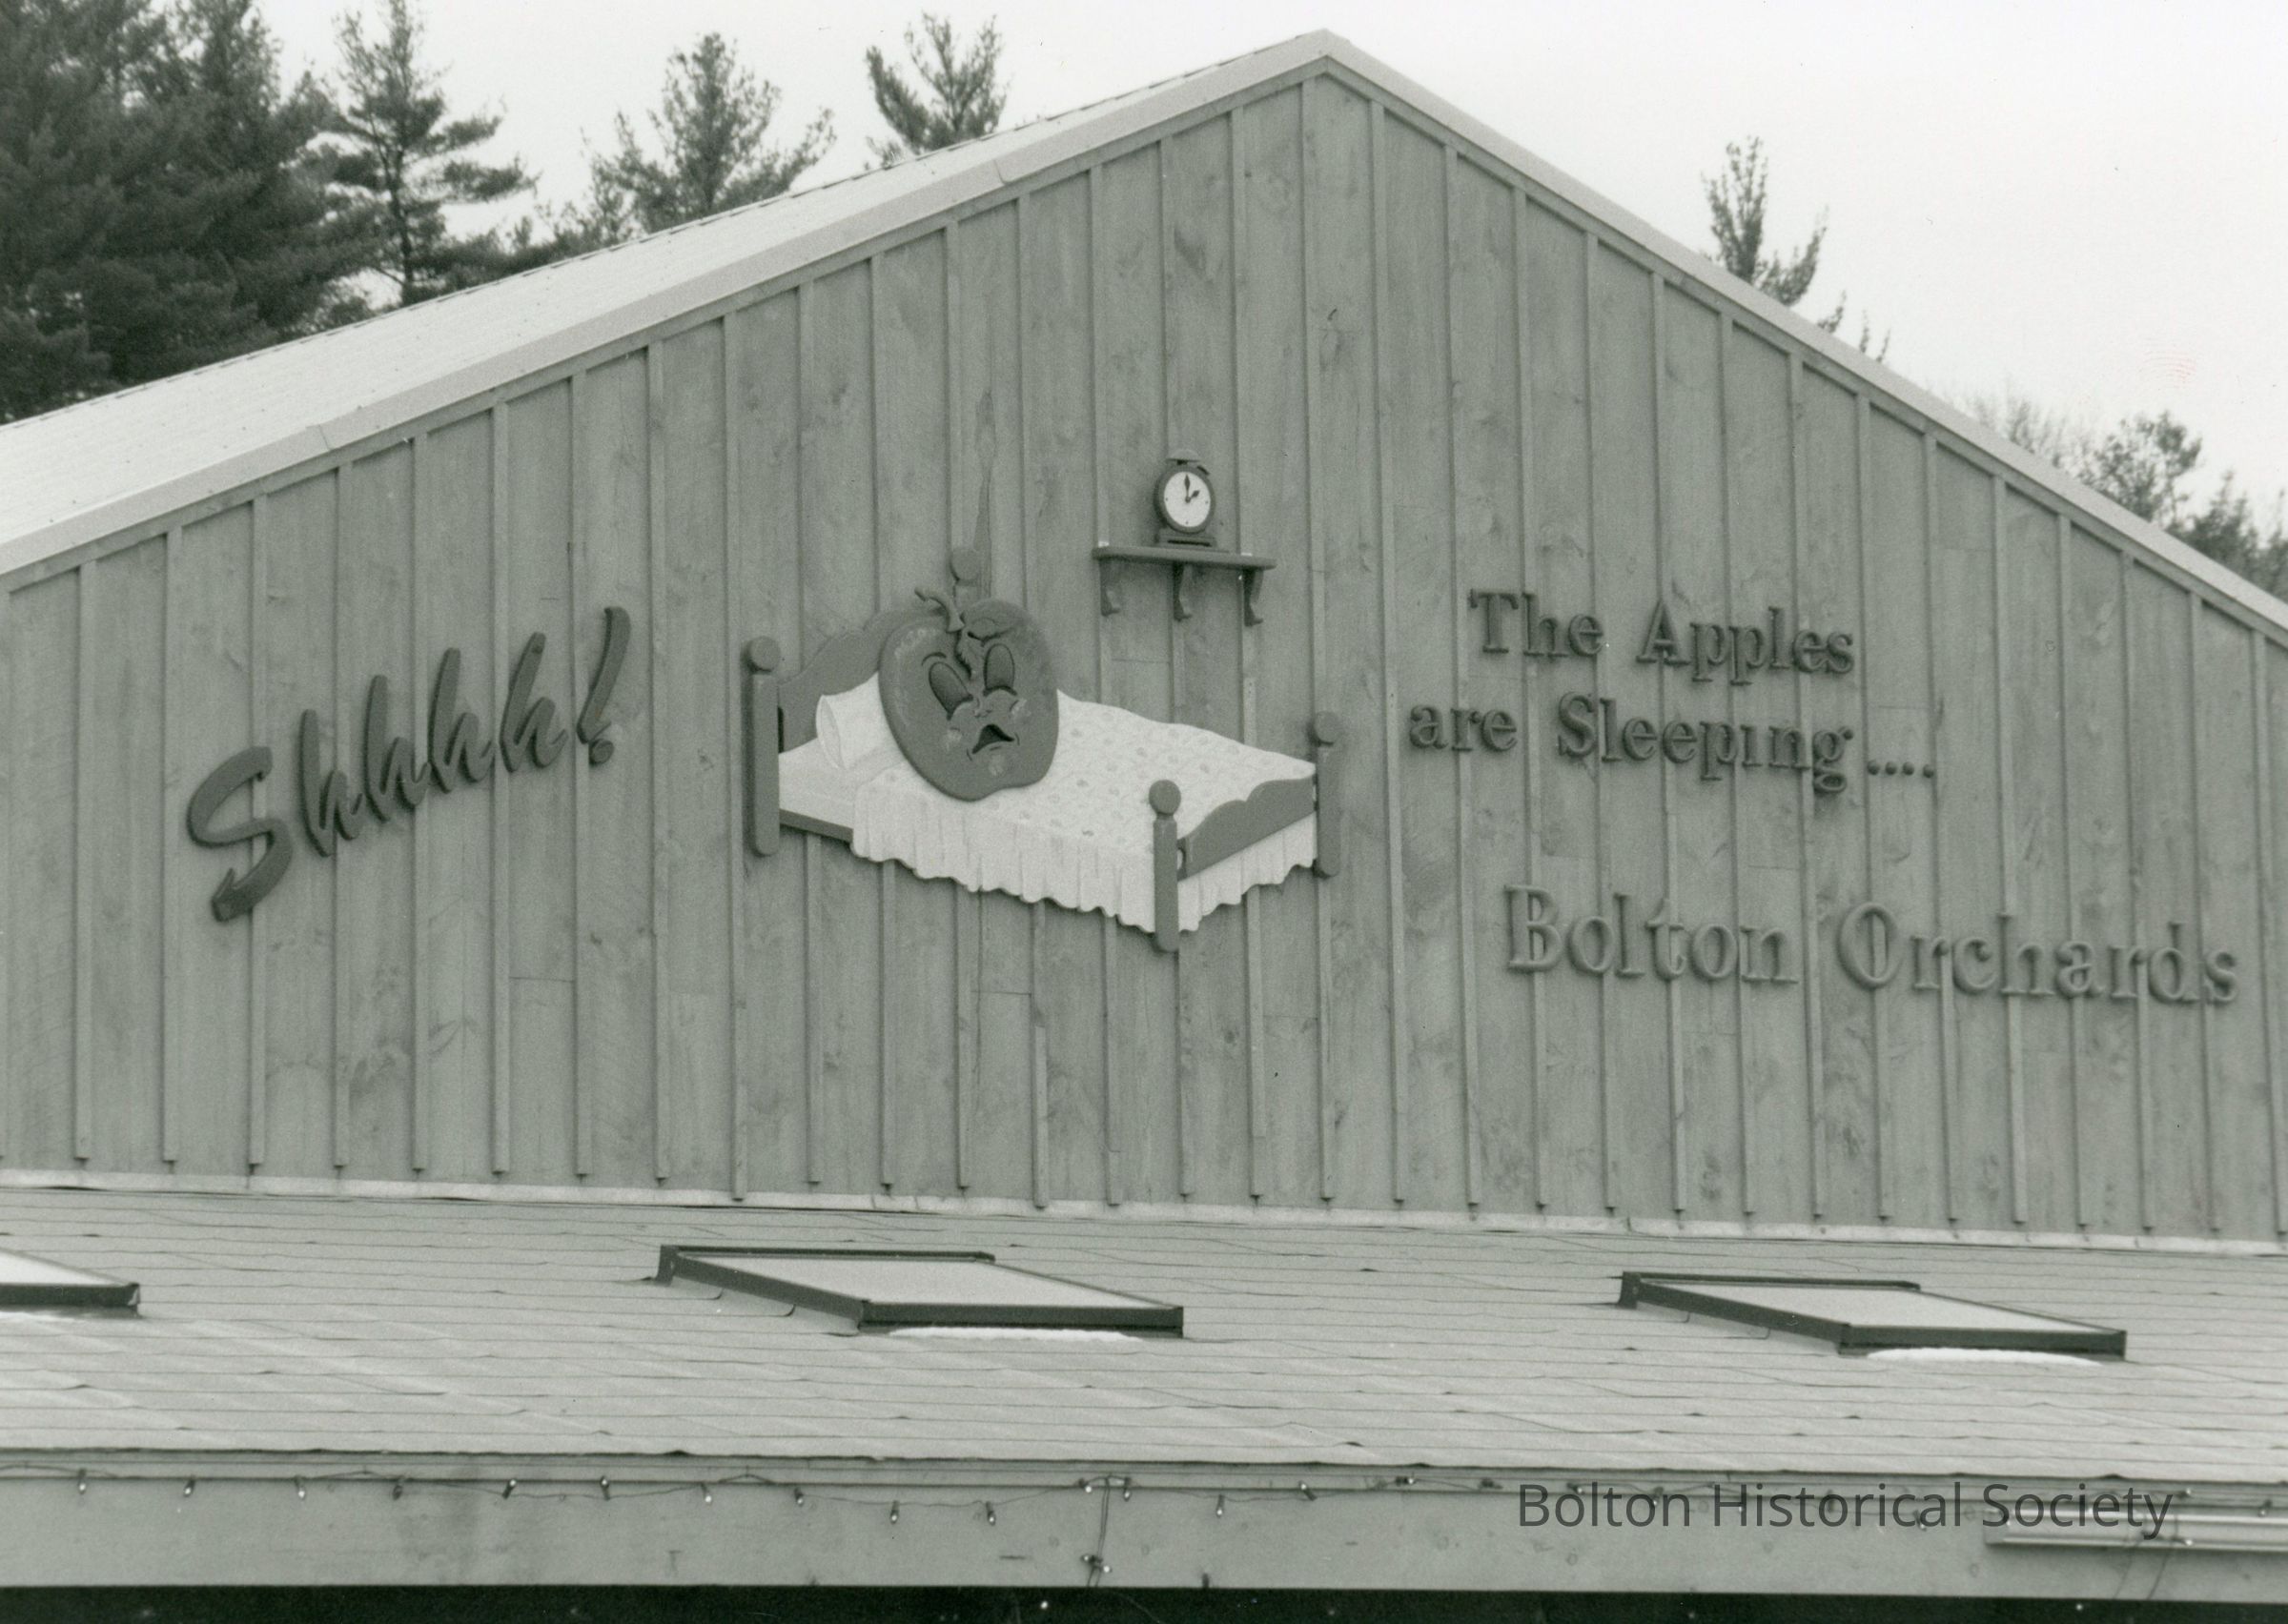 Shhhh!
The Apples
are Sleeping....
Bolton Orchards
Bolton Historical Society